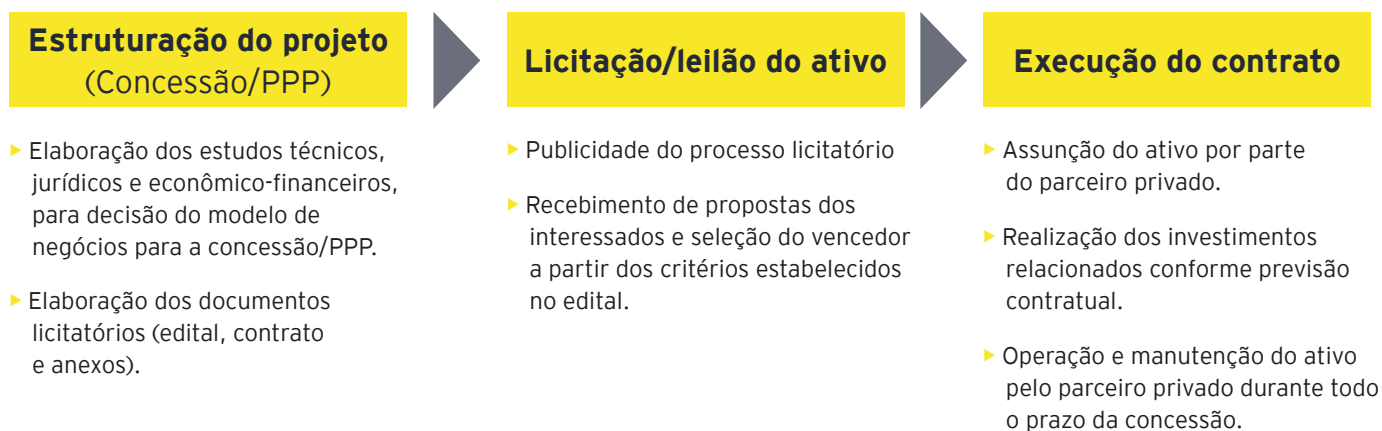 Estruturação do projeto
(Concessão/PPP)
Elaboração dos estudos técnicos,
jurídicos e econômico-financeiros,
para decisão do modelo de
negócios para a concessão/PPP.
Elaboração dos documentos
licitatórios (edital, contrato
e anexos).
Licitação/leilão do ativo
Publicidade do processo licitatório
Recebimento de propostas dos
interessados e seleção do vencedor
a partir dos critérios estabelecidos
no edital.
Execução do contrato
Assunção do ativo por parte
do parceiro privado.
Realização dos investimentos
relacionados conforme previsão
contratual.
Operação e manutenção do ativo
pelo parceiro privado durante todo
o prazo da concessão.